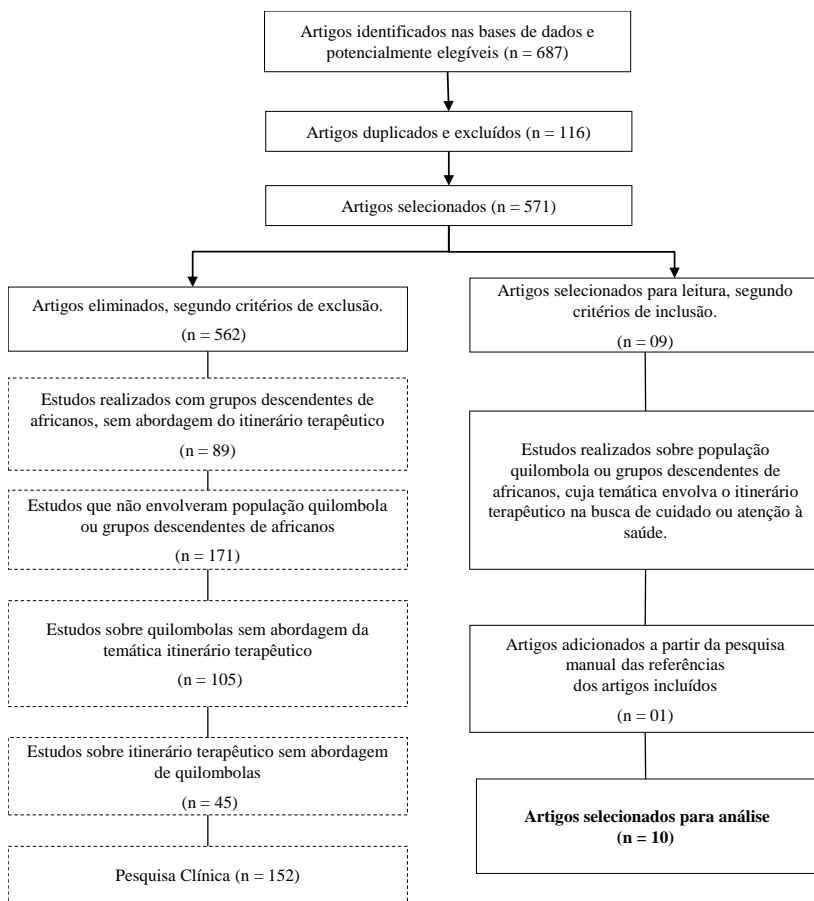 Artigos identificados nas bases de dados e
potencialmente elegíveis (n = 687)
Artigos duplicados e excluídos (n = 116)
Artigos selecionados (n = 571)
Artigos eliminados, segundo critérios de exclusão.
(n = 562)
Estudos realizados com grupos descendentes de
africanos, sem abordagem do itinerário terapêutico
(n = 89)
Estudos que não envolveram população quilombola
ou grupos descendentes de africanos
(n = 171)
Estudos sobre quilombolas sem abordagem da
temática itinerário terapêutico
(n = 105)
Estudos sobre itinerário terapêutico sem abordagem
de quilombolas
(n = 45)
Pesquisa Clínica (n = 152)
Artigos selecionados para leitura, segundo
critérios de inclusão.
(n = 09)
Estudos realizados sobre população
quilombola ou grupos descendentes de
africanos, cuja temática envolva o itinerário
terapêutico na busca de cuidado ou atenção à
saúde.
Artigos adicionados a partir da pesquisa
manual das referências
dos artigos incluídos
(n = 01)
Artigos selecionados para análise
(n = 10)